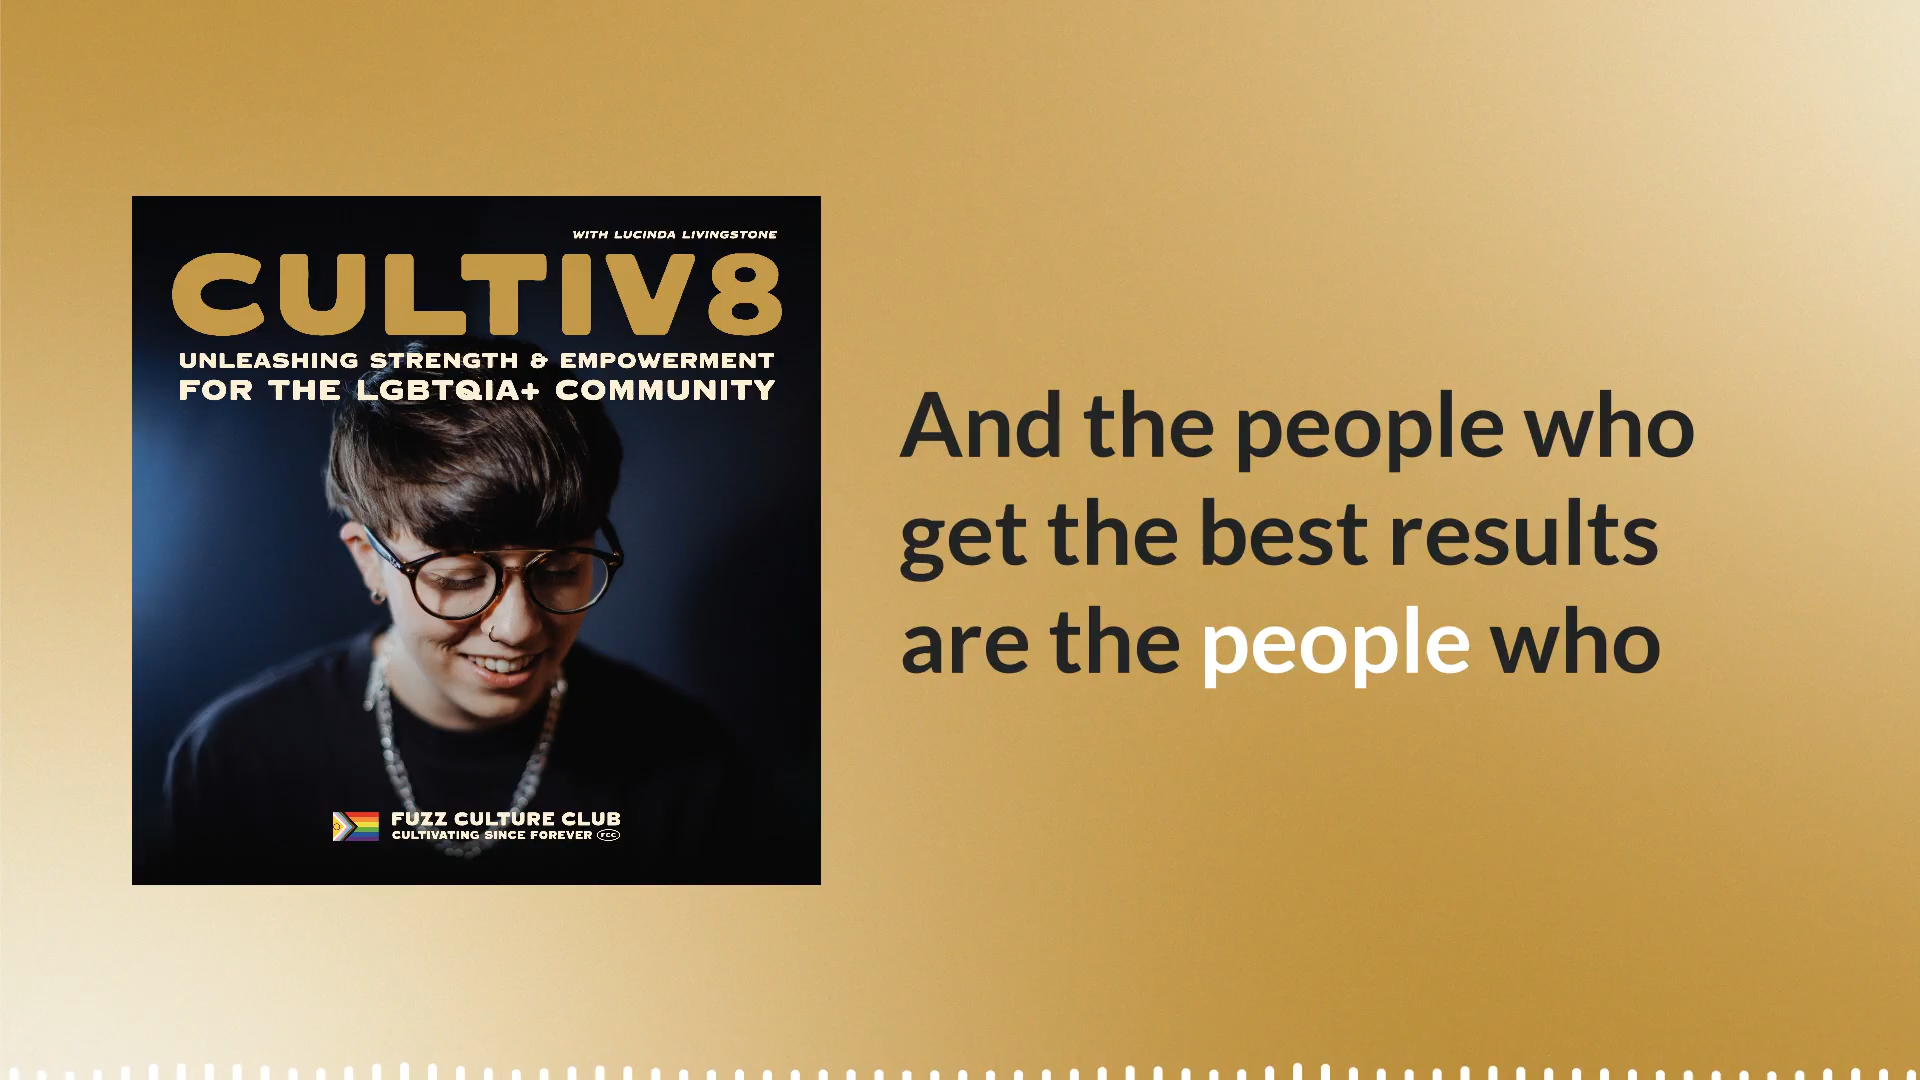 WITH LUCINDA LIVINGSTONE
CULTIV8
UNLEASHING STRENGTH & EMPOWERMENT
FOR THE LGBTQIA+ COMMUNITY
FUZZ CULTURE CLUB
CULTIVATING SINCE FOREVER FCC
And the people who
get the best results
are the people who